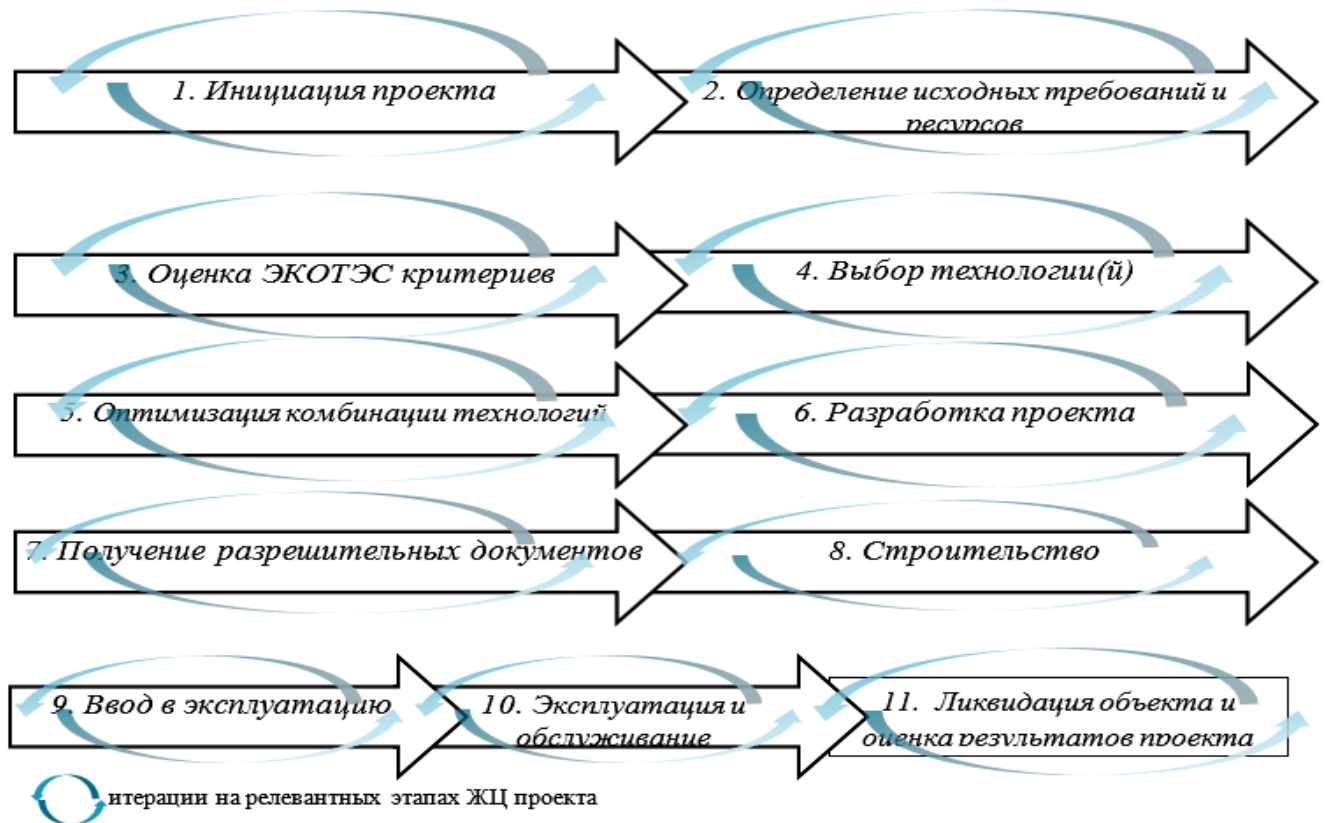 1. Инициация проекта
2. Определение исходных требований и
ресурсов
3. Оценка ЭКОТЭС критериев
4. Выбор технологии(й)
5. Оптимизация комбинации технологий
6. Разработка проекта
7. Получение разрешительных документов
8. Строительство
9. Ввод в эксплуатацию
10. Эксплуатация и
обслуживание
11. Ликвидация объекта и
оценка результатов проекта
итерации на релевантных этапах ЖЦ проекта